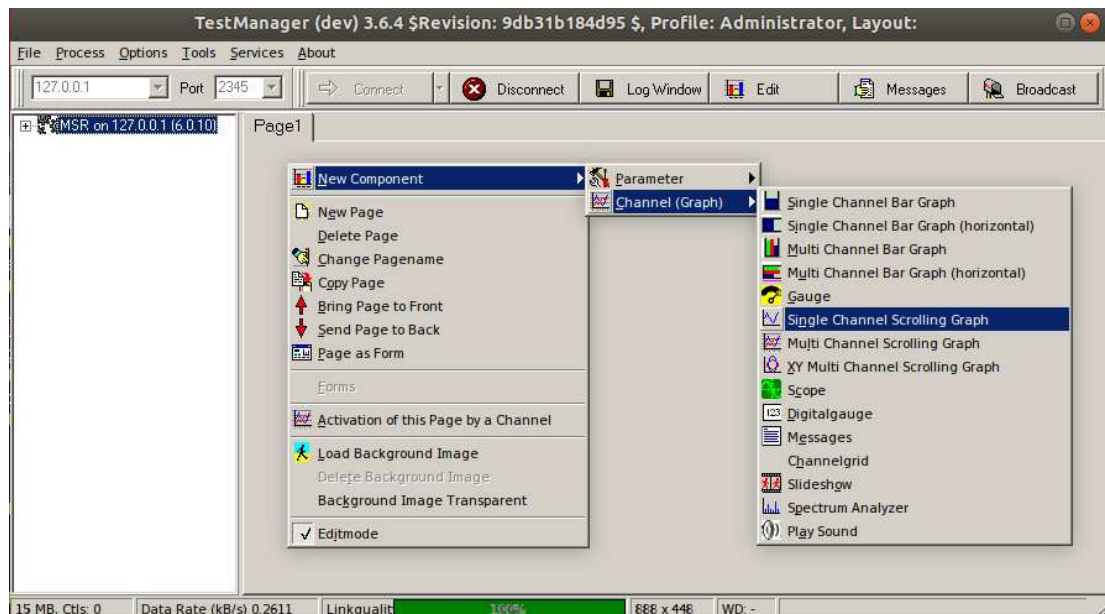 TestManager (dev) 3.6.4 $Revision: 9db31b184d95 $, Profile: Administrator, Layout:
File Process Options Tools Services About
127.0.0.1 Port 2345 Connect Disconnect Log Window Edit Messages Broadcast
MSR on 127.0.0.1 (6.0.10)
Page1
New Component
New Page
Delete Page
Change Pagename
Copy Page
Bring Page to Front
Send Page to Back
Page as Form
Forms
Activation of this Page by a Channel
Load Background Image
Delete Background Image
Background Image Transparent
Editmode
Parameter
Channel (Graph)
Single Channel Bar Graph
Single Channel Bar Graph (horizontal)
Multi Channel Bar Graph
Multi Channel Bar Graph (horizontal)
Gauge
Single Channel Scrolling Graph
Multi Channel Scrolling Graph
XY Multi Channel Scrolling Graph
Scope
123 Digitalgauge
Messages
Channelgrid
Slideshow
Spectrum Analyzer
Play Sound
15 MB, Ctls: 0 Data Rate (kB/s) 0.2611 Linkqualit 100% 888 x 448 WD: -